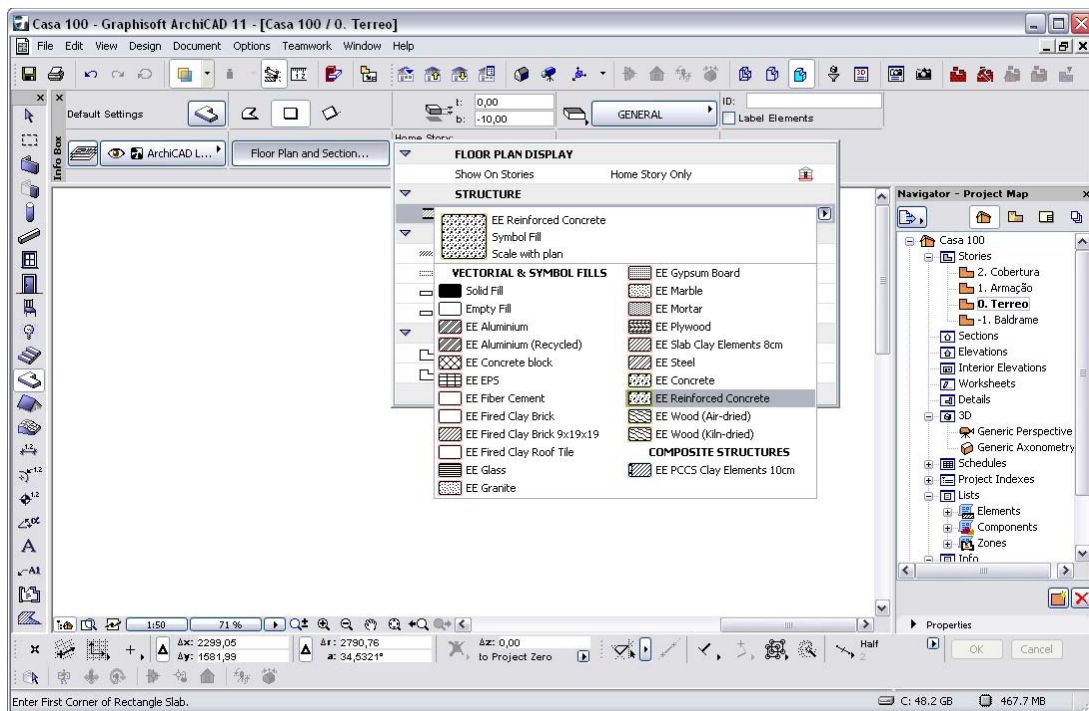 Casa 100 - Graphisoft ArchiCAD 11 - [Casa 100 / 0. Terreo]
File Edit View Design Document Options Teamwork Window Help
Default Settings
t: 0,00
b: -10,00
GENERAL
ID:
Label Elements
Info Box
ArchiCAD L...
Floor Plan and Section...
Home Story:
FLOOR PLAN DISPLAY
Show On Stories Home Story Only
STRUCTURE
EE Reinforced Concrete
Symbol Fill
Scale with plan
VECTORIAL & SYMBOL FILLS
Solid Fill
Empty Fill
EE Aluminium
EE Aluminium (Recycled)
EE Concrete block
EE EPS
EE Fiber Cement
EE Fired Clay Brick
EE Fired Clay Brick 9x19x19
EE Fired Clay Roof Tile
EE Glass
EE Granite
EE Gypsum Board
EE Marble
EE Mortar
EE Plywood
EE Slab Clay Elements 8cm
EE Steel
EE Concrete
EE Reinforced Concrete
EE Wood (Air-dried)
EE Wood (Kiln-dried)
COMPOSITE STRUCTURES
EE PCCS Clay Elements 10cm
Navigator - Project Map
Casa 100
Stories
2. Cobertura
1. Armação
0. Terreo
-1. Baldrame
Sections
Elevations
Interior Elevations
Worksheets
Details
3D
Generic Perspective
Generic Axonometry
Schedules
Project Indexes
Lists
Elements
Components
Zones
Info
Properties
OK Cancel
1:50 71 %
Δx: 2299,05
Δy: 1581,99
Δr: 2790,76
a: 34,5321°
Δz: 0,00
to Project Zero
Half
2
Enter First Corner of Rectangle Slab.
C: 48.2 GB 467.7 MB